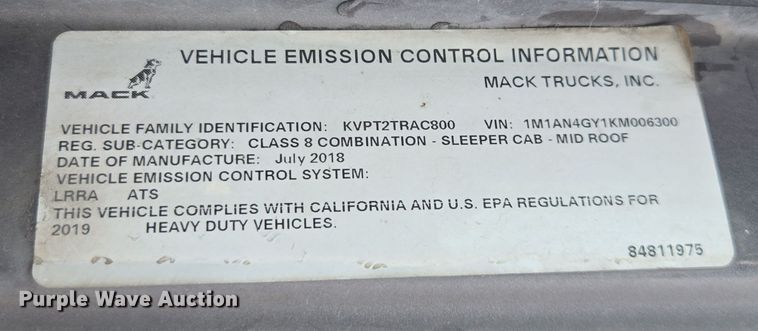 VEHICLE EMISSION CONTROL INFORMATION
MACK
MACK TRUCKS, INC.
VEHICLE FAMILY IDENTIFICATION: KVPT2TRAC800 VIN: 1M1AN4GY1KM006300
REG. SUB-CATEGORY: CLASS 8 COMBINATION - SLEEPER CAB - MID ROOF
DATE OF MANUFACTURE: July 2018
VEHICLE EMISSION CONTROL SYSTEM:
LRRA ATS
THIS VEHICLE COMPLIES WITH CALIFORNIA AND U.S. EPA REGULATIONS FOR
2019 HEAVY DUTY VEHICLES.
84811975
Purple Wave Auction